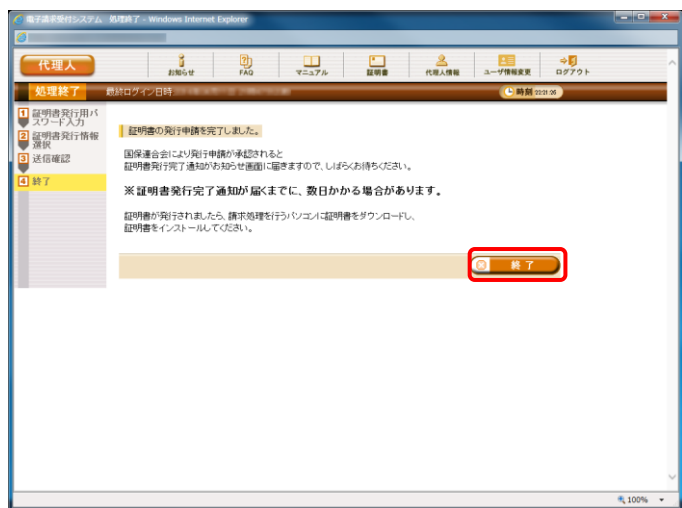 電子請求受付システム 処理終了 - Windows Internet Explorer
代理人
お知らせ
FAQ
マニュアル
証明書
代理人情報
ユーザ情報変更
ログアウト
処理終了
最終ログイン日時
時刻 22:21:26
1 証明書発行用パスワード入力
2 証明書発行情報選択
3 送信確認
4 終了
証明書の発行申請を完了しました。
国保連合会により発行申請が承認されると
証明書発行完了通知がお知らせ画面に届きますので、しばらくお待ちください。
※証明書発行完了通知が届くまでに、数日かかる場合があります。
証明書が発行されましたら、請求処理を行うパソコンに証明書をダウンロードし、
証明書をインストールしてください。
終了
100%